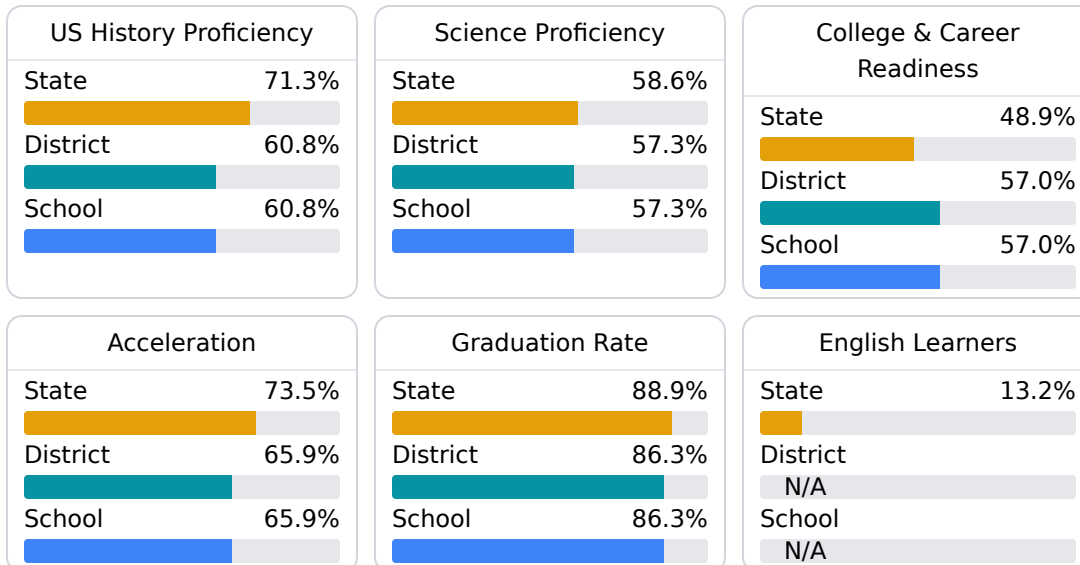 US History Proficiency
State 71.3%
District 60.8%
School 60.8%
Science Proficiency
State 58.6%
District 57.3%
School 57.3%
College & Career
Readiness
State 48.9%
District 57.0%
School 57.0%
Acceleration
State 73.5%
District 65.9%
School 65.9%
Graduation Rate
State 88.9%
District 86.3%
School 86.3%
English Learners
State 13.2%
District
N/A
School
N/A